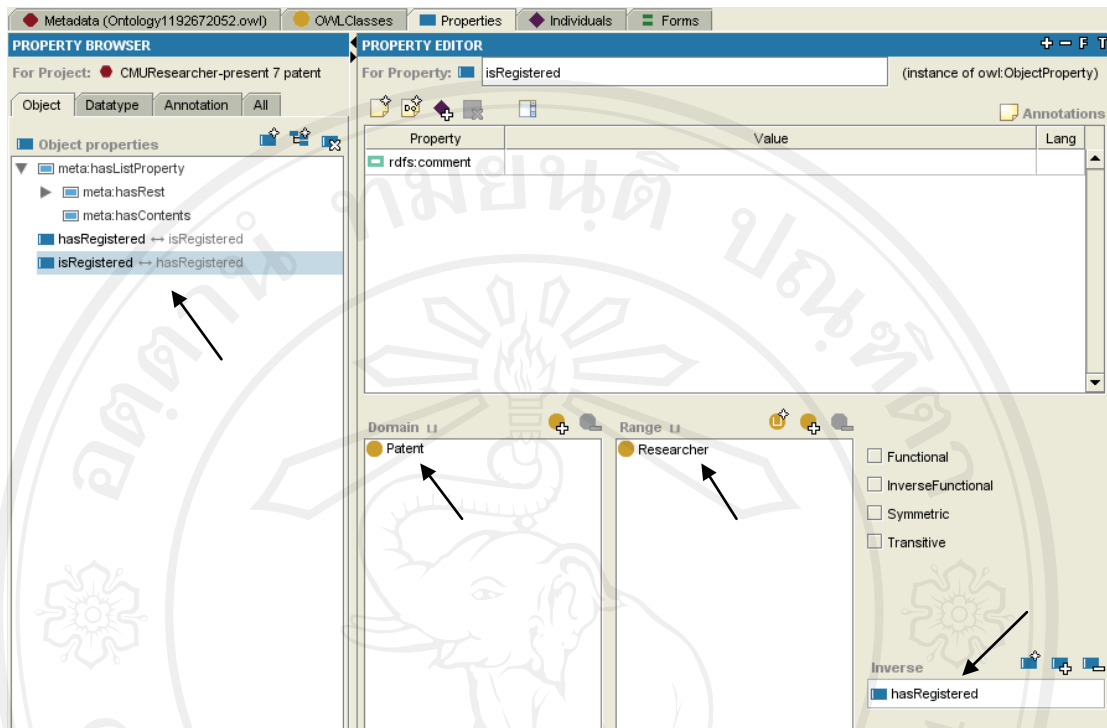 Metadata (Ontology1192672052.owl) OWLClasses Properties Individuals Forms
PROPERTY BROWSER
For Project: CMUResearcher-present 7 patent
Object Datatype Annotation All
Object properties
meta:hasListProperty
meta:hasRest
meta:hasContents
hasRegistered ↔ isRegistered
isRegistered ↔ hasRegistered
PROPERTY EDITOR F T
For Property: isRegistered (instance of owl:ObjectProperty)
Annotations
Property Value Lang
rdfs:comment
Domain ⊔
Patent
Range ⊔
Researcher
Functional
InverseFunctional
Symmetric
Transitive
Inverse
hasRegistered